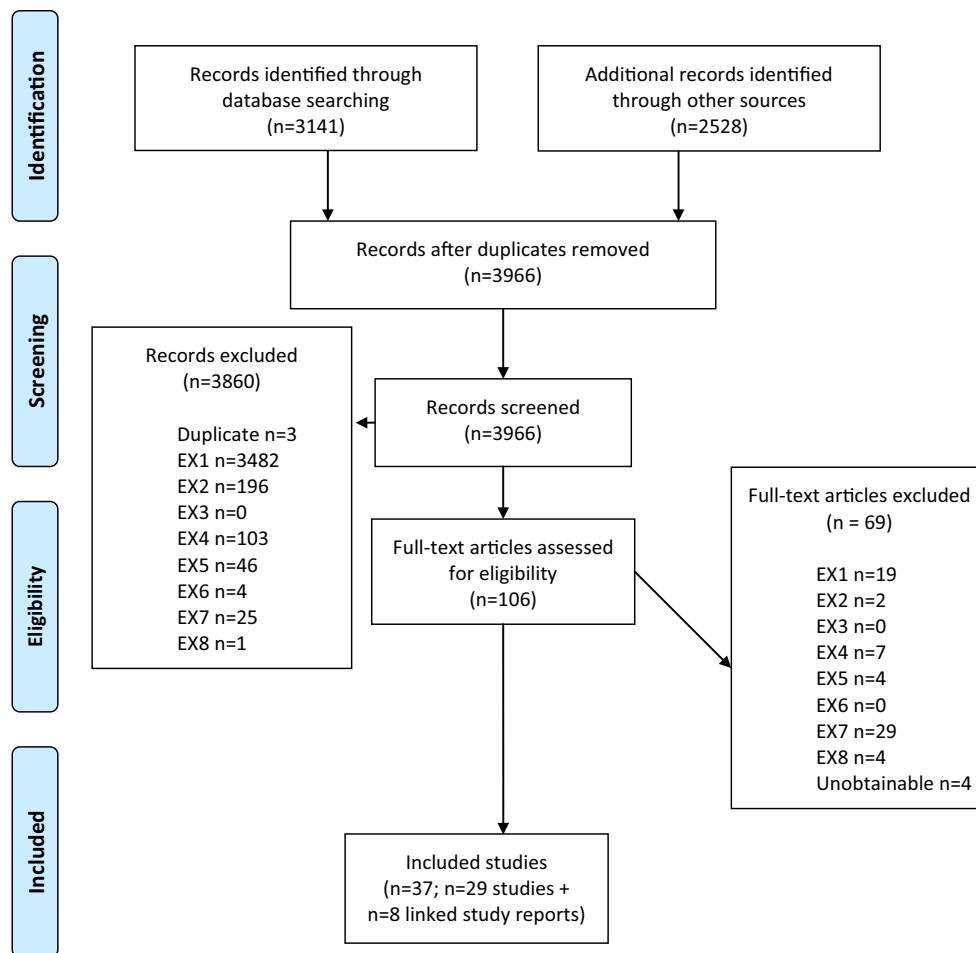 Identification
Records identified through
database searching
(n=3141)
Additional records identified
through other sources
(n=2528)
Records after duplicates removed
(n=3966)
Screening
Records excluded
(n=3860)
Duplicate n=3
EX1 n=3482
EX2 n=196
EX3 n=0
EX4 n=103
EX5 n=46
EX6 n=4
EX7 n=25
EX8 n=1
Records screened
(n=3966)
Eligibility
Full-text articles assessed
for eligibility
(n=106)
Full-text articles excluded
(n = 69)
EX1 n=19
EX2 n=2
EX3 n=0
EX4 n=7
EX5 n=4
EX6 n=0
EX7 n=29
EX8 n=4
Unobtainable n=4
Included
Included studies
(n=37; n=29 studies +
n=8 linked study reports)